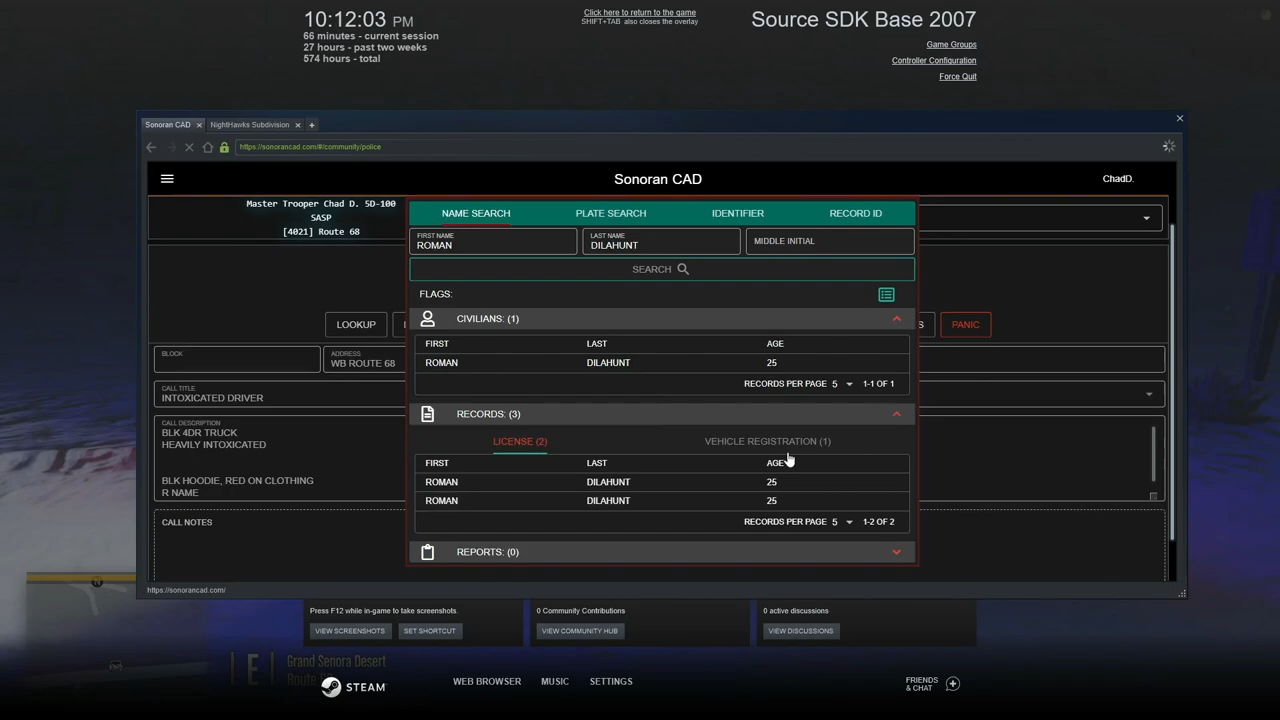 10:12:03 PM
66 minutes - current session
27 hours - past two weeks
574 hours - total
Click here to return to the game
SHIFT+TAB also closes the overlay
Source SDK Base 2007
Game Groups
Controller Configuration
Force Quit
Sonoran CAD
NightHawks Subdivision
https://sonorancad.com/#/community/police
Sonoran CAD
ChadD.
Master Trooper Chad D. 5D-100
SASP
[4021] Route 68
NAME SEARCH PLATE SEARCH IDENTIFIER RECORD ID
FIRST NAME
ROMAN
LAST NAME
DILAHUNT
MIDDLE INITIAL
SEARCH
FLAGS:
CIVILIANS: (1)
FIRST LAST AGE
ROMAN DILAHUNT 25
RECORDS PER PAGE 5 1-1 OF 1
RECORDS: (3)
LICENSE (2) VEHICLE REGISTRATION (1)
FIRST LAST AGE
ROMAN DILAHUNT 25
ROMAN DILAHUNT 25
RECORDS PER PAGE 5 1-2 OF 2
REPORTS: (0)
LOOKUP
S
PANIC
BLOCK
ADDRESS
WB ROUTE 68
CALL TITLE
INTOXICATED DRIVER
CALL DESCRIPTION
BLK 4DR TRUCK
HEAVILY INTOXICATED
BLK HOODIE, RED ON CLOTHING
R NAME
CALL NOTES
https://sonorancad.com/
Press F12 while in-game to take screenshots.
VIEW SCREENSHOTS SET SHORTCUT
0 Community Contributions
VIEW COMMUNITY HUB
0 active discussions
VIEW DISCUSSIONS
E
Grand Senora Desert
STEAM
WEB BROWSER MUSIC SETTINGS
FRIENDS
& CHAT